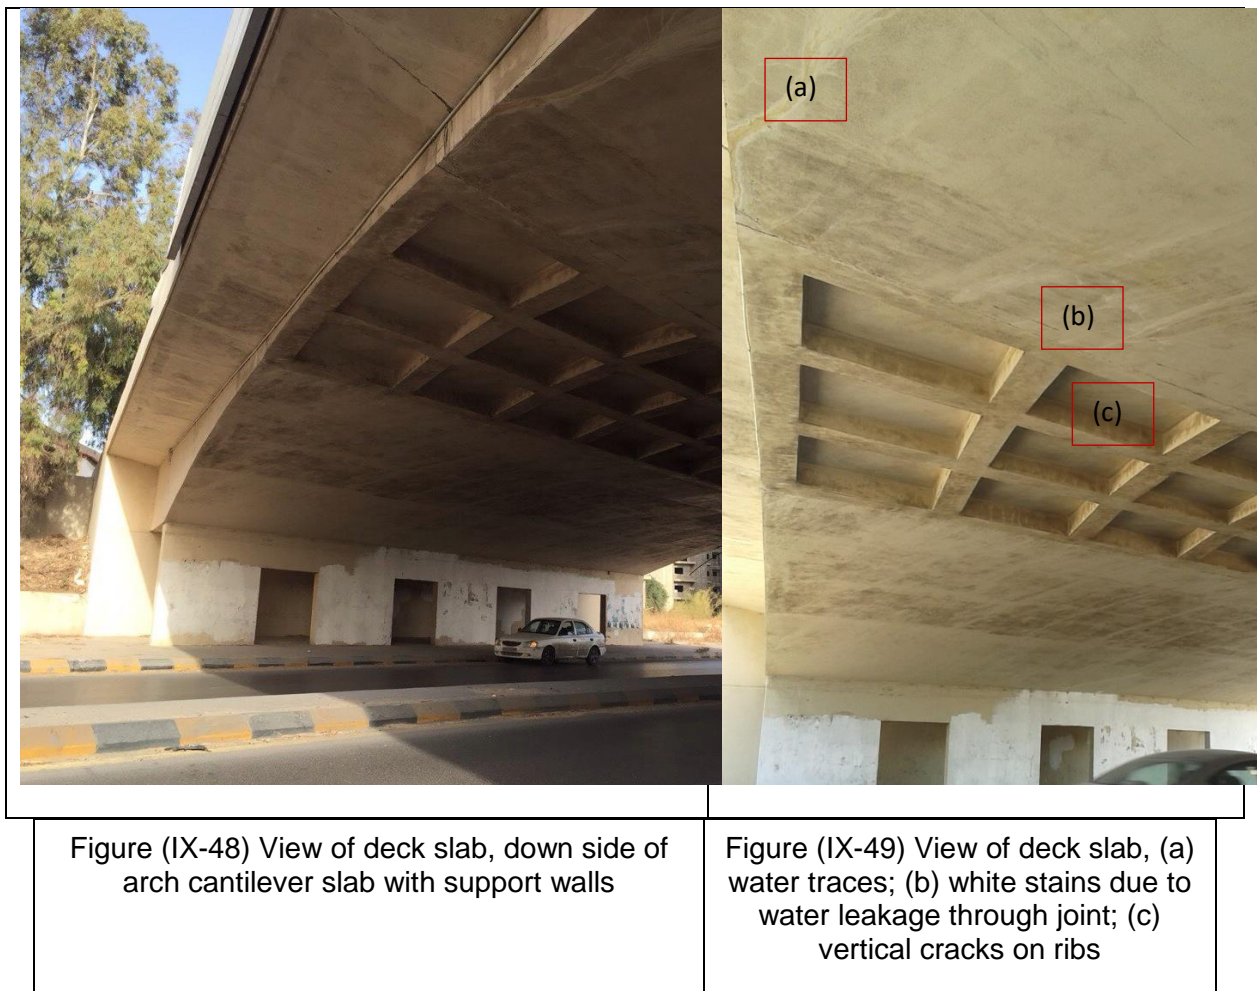 (a)
(b)
(c)
Figure (IX-48) View of deck slab, down side of
arch cantilever slab with support walls
Figure (IX-49) View of deck slab, (a)
water traces; (b) white stains due to
water leakage through joint; (c)
vertical cracks on ribs